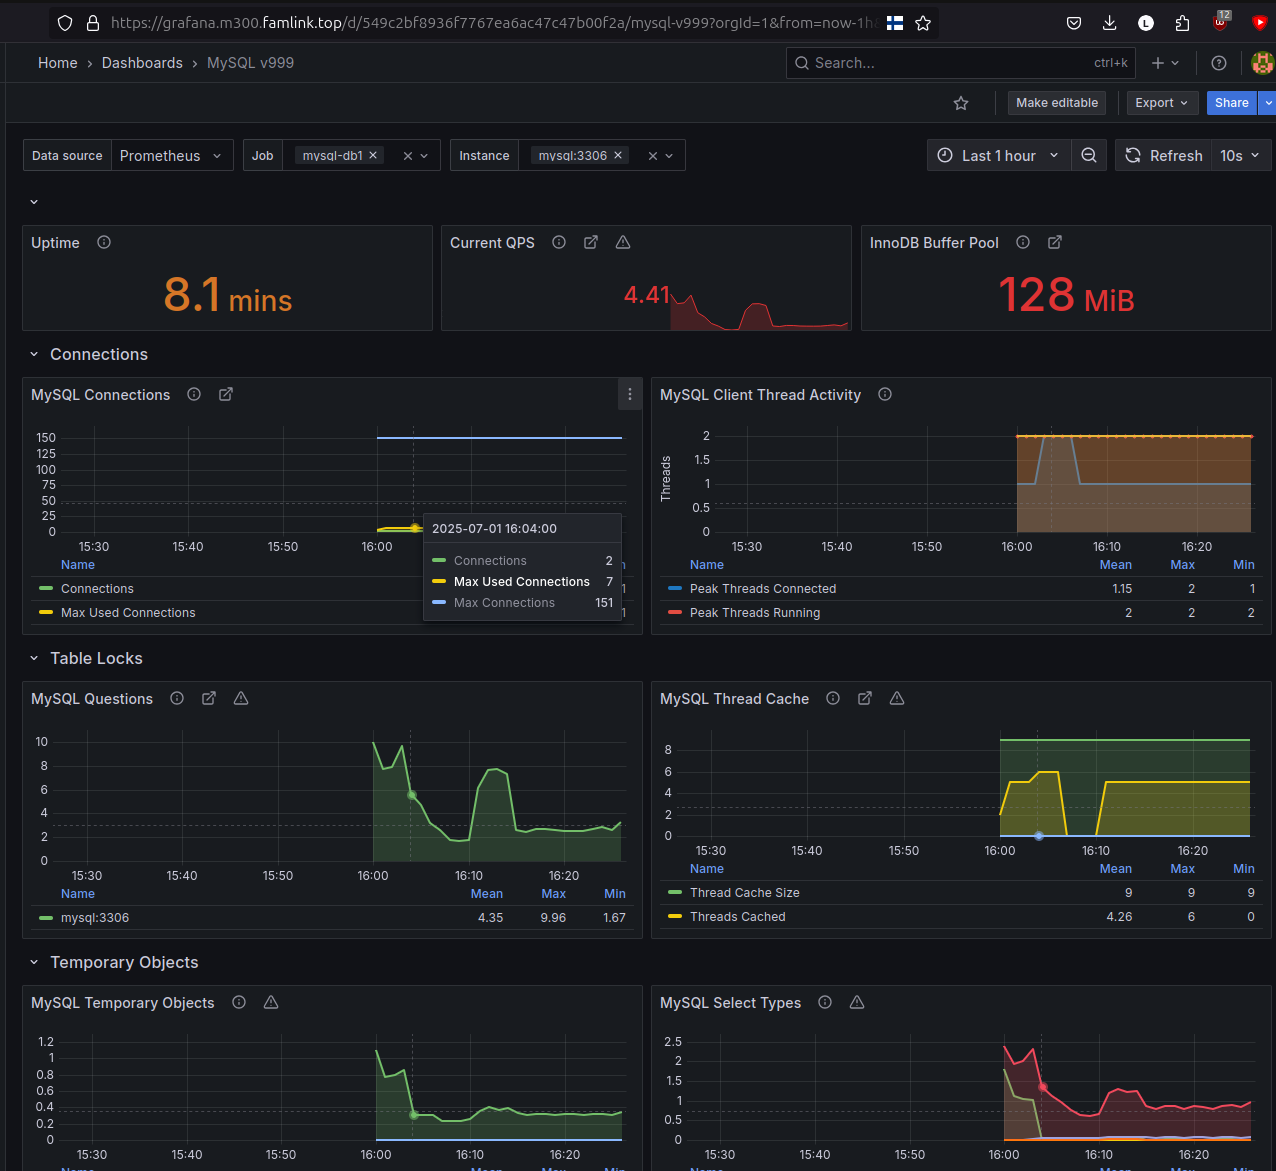 https://grafana.m300.famlink.top/d/549c2bf8936f7767ea6ac47c47b00f2a/mysql-v999?orgId=1&from=now-1h&
L
12
Home › Dashboards › MySQL v999
Search... ctrl+k
Make editable Export Share
Data source Prometheus Job mysql-db1 Instance mysql:3306 Last 1 hour Refresh 10s
Uptime
8.1 mins
Current QPS
4.41
InnoDB Buffer Pool
128 MiB
Connections
MySQL Connections
150
125
100
75
50
25
0
15:30 15:40 15:50 16:00
Name
Connections
Max Used Connections
2025-07-01 16:04:00
Connections 2
Max Used Connections 7
Max Connections 151
MySQL Client Thread Activity
Threads
2
1.5
1
0.5
0
15:30 15:40 15:50 16:00 16:10 16:20
Name Mean Max Min
Peak Threads Connected 1.15 2 1
Peak Threads Running 2 2 2
Table Locks
MySQL Questions
10
8
6
4
2
0
15:30 15:40 15:50 16:00 16:10 16:20
Name Mean Max Min
mysql:3306 4.35 9.96 1.67
MySQL Thread Cache
8
6
4
2
0
15:30 15:40 15:50 16:00 16:10 16:20
Name Mean Max Min
Thread Cache Size 9 9 9
Threads Cached 4.26 6 0
Temporary Objects
MySQL Temporary Objects
1.2
1
0.8
0.6
0.4
0.2
0
15:30 15:40 15:50 16:00 16:10 16:20
Name Mean Max Min
MySQL Select Types
2.5
2
1.5
1
0.5
0
15:30 15:40 15:50 16:00 16:10 16:20
Name Mean Max Min